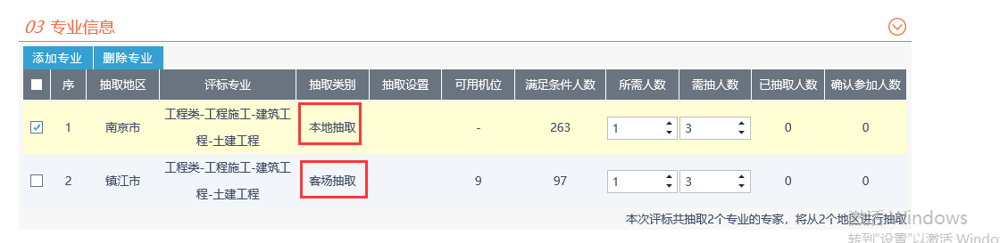 03 专业信息
添加专业 删除专业
序 抽取地区 评标专业 抽取类别 抽取设置 可用机位 满足条件人数 所需人数 需抽人数 已抽取人数 确认参加人数
1 南京市 工程类-工程施工-建筑工 本地抽取 - 263 1 3 0 0
程-土建工程
2 镇江市 工程类-工程施工-建筑工 客场抽取 9 97 1 3 0 0
程-土建工程
本次评标共抽取2个专业的专家，将从2个地区进行抽取
激活 Windows
转到"设置"以激活 Windo